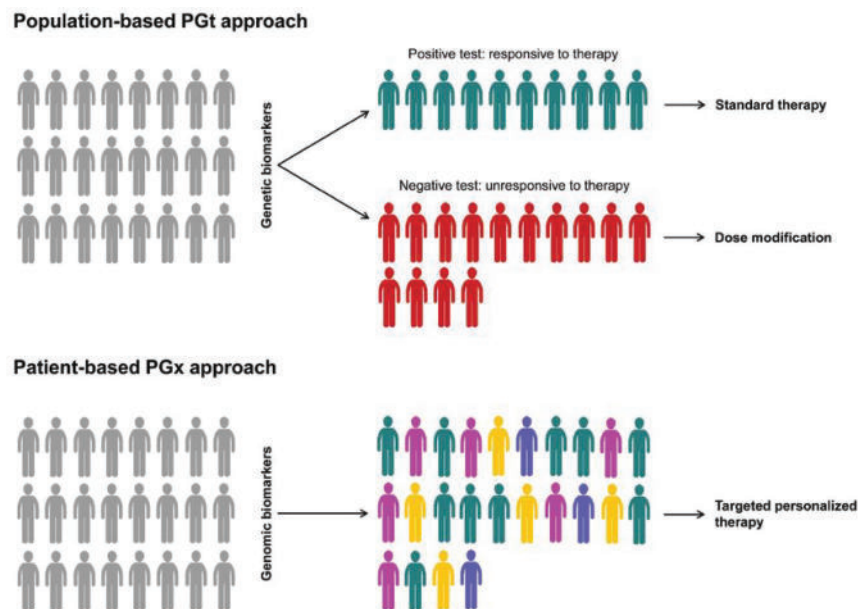 Population-based PGt approach
Positive test: responsive to therapy
Genetic biomarkers
Standard therapy
Negative test: unresponsive to therapy
Dose modification
Patient-based PGx approach
Genomic biomarkers
Targeted personalized
therapy